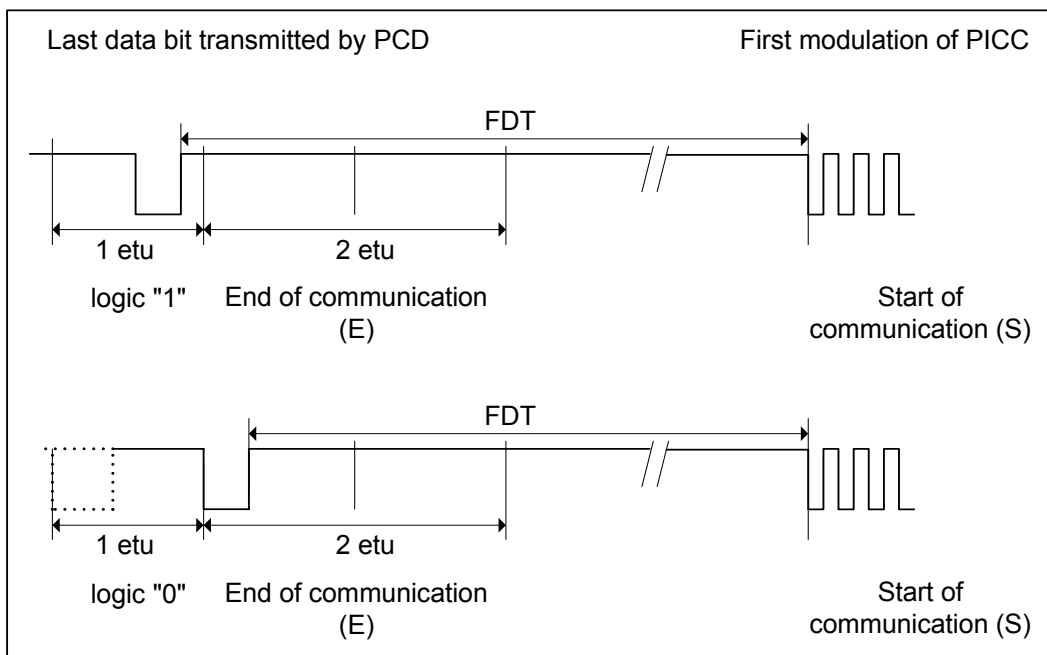 Last data bit transmitted by PCD
First modulation of PICC
FDT
1 etu
2 etu
logic "1"
End of communication
(E)
Start of
communication (S)
FDT
1 etu
2 etu
logic "0"
End of communication
(E)
Start of
communication (S)